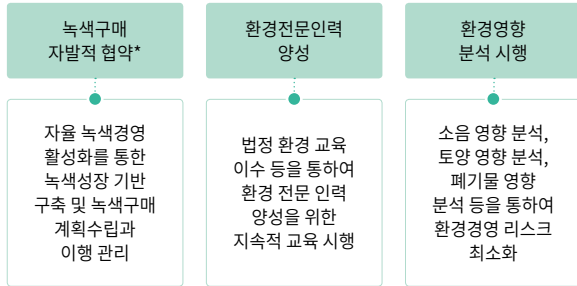 녹색구매
자발적 협약*
자율 녹색경영
활성화를 통한
녹색성장 기반
구축 및 녹색구매
계획수립과
이행 관리
환경전문인력
양성
법정 환경 교육
이수 등을 통하여
환경 전문 인력
양성을 위한
지속적 교육 시행
환경영향
분석 시행
소음 영향 분석,
토양 영향 분석,
폐기물 영향
분석 등을 통하여
환경경영 리스크
최소화